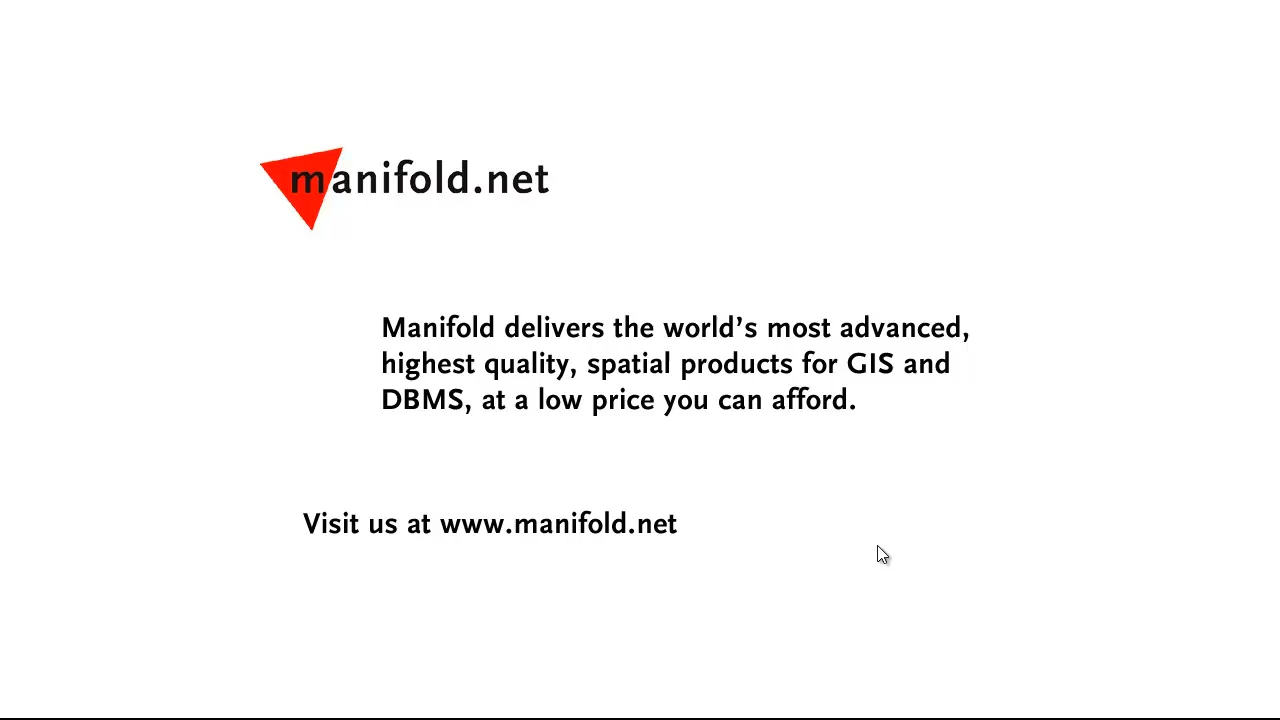 manifold.net
Manifold delivers the world’s most advanced,
highest quality, spatial products for GIS and
DBMS, at a low price you can afford.
Visit us at www.manifold.net